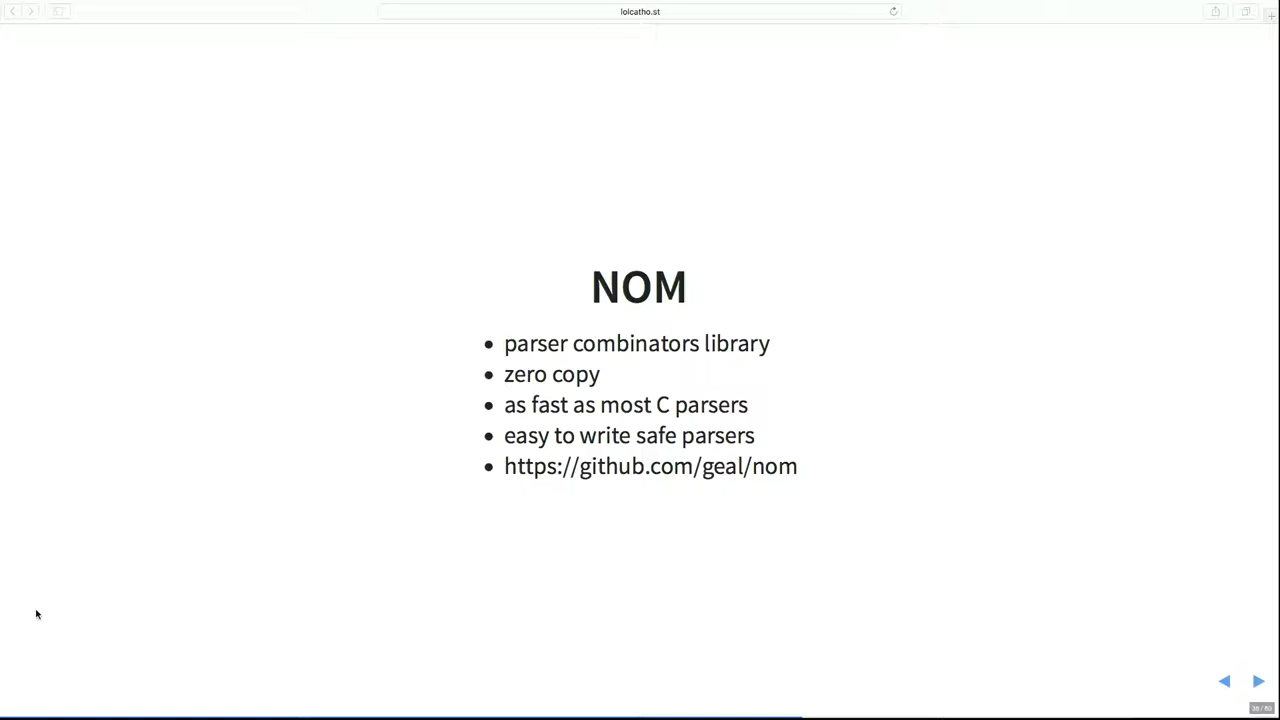 lolcatho.st
NOM
• parser combinators library
• zero copy
• as fast as most C parsers
• easy to write safe parsers
• https://github.com/geal/nom